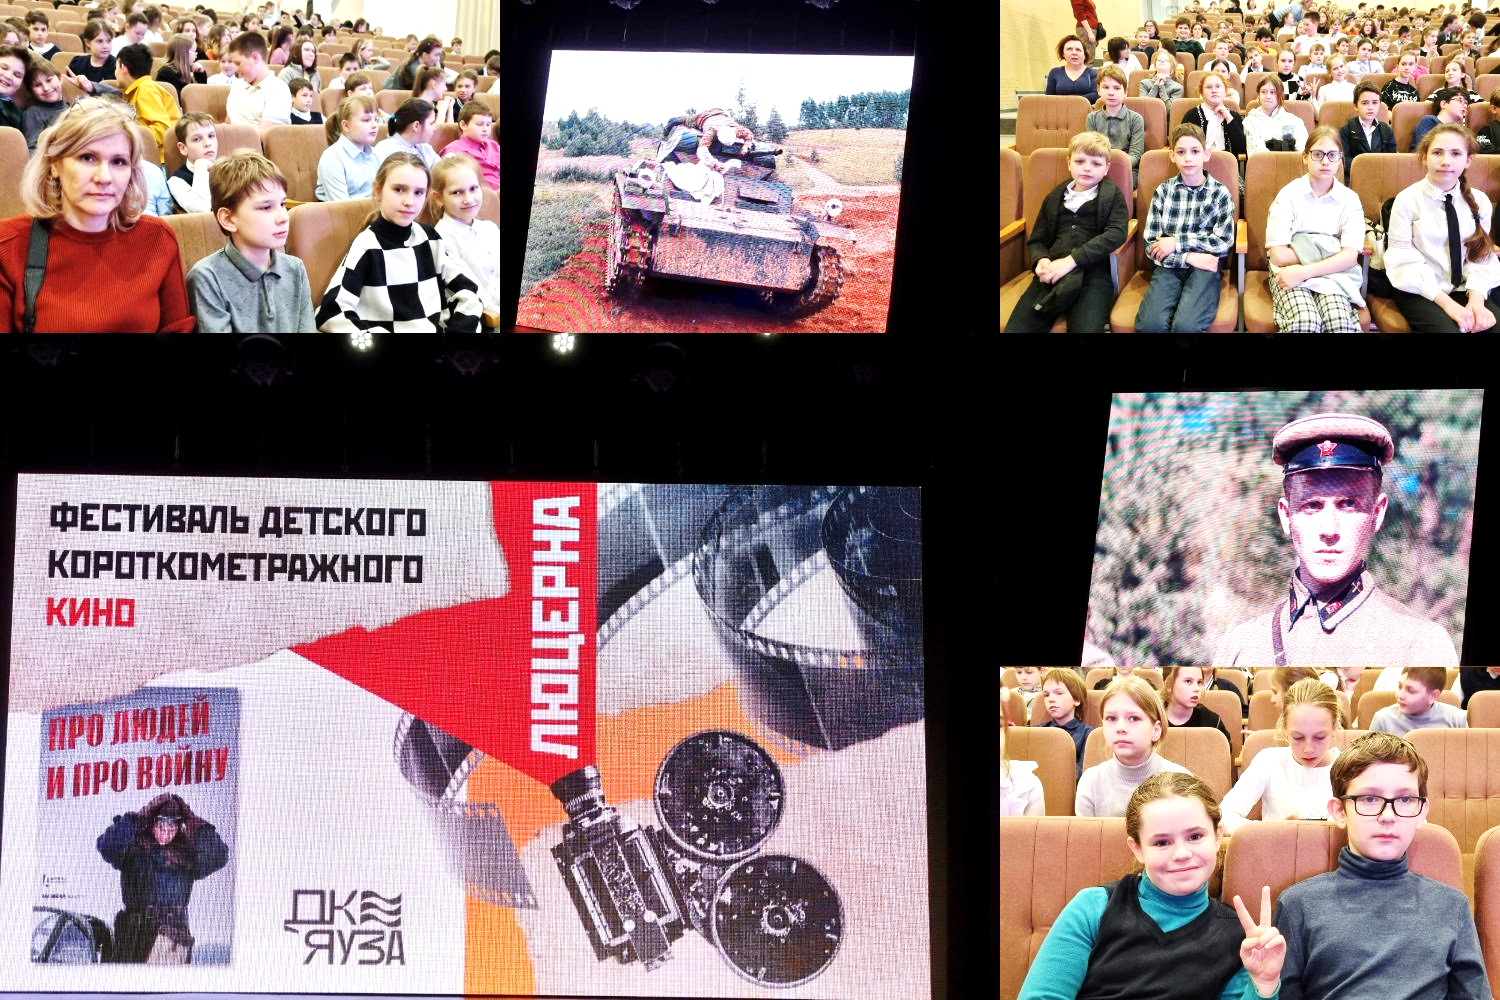 ФЕСТИВАЛЬ ДЕТСКОГО
КОРОТКОМЕТРАЖНОГО
КИНО
ЛЮЦЕРНА
ПРО ЛЮДЕЙ
И ПРО ВОЙНУ
ДК
ЯУЗА